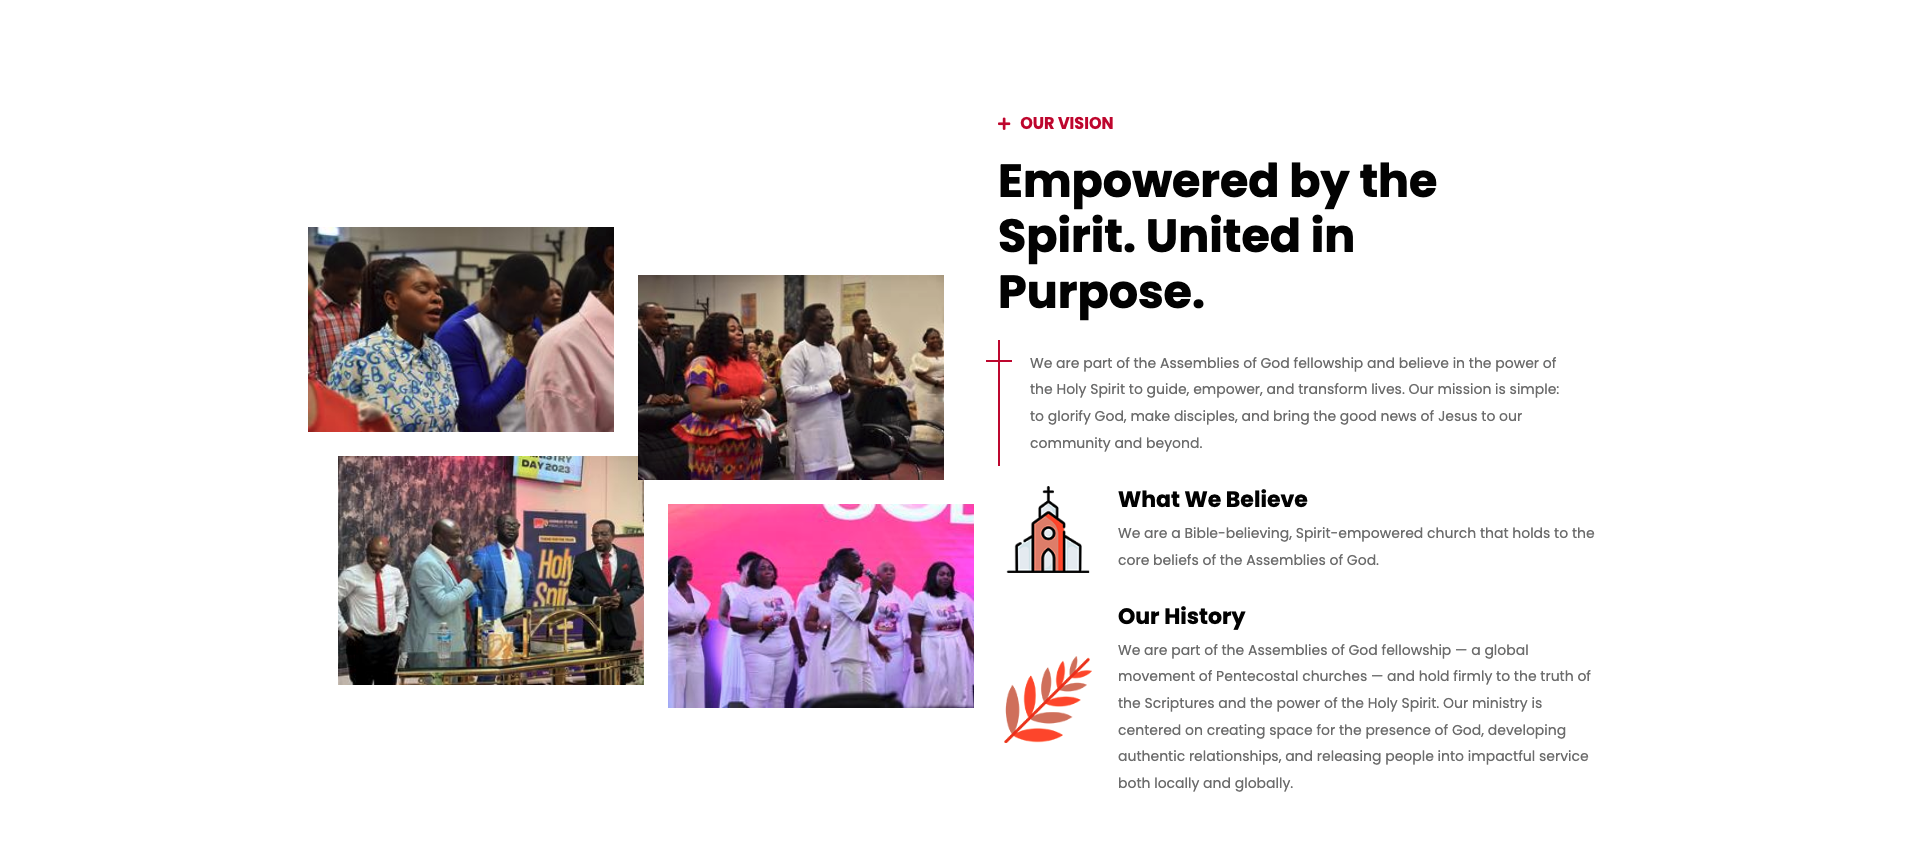 OUR VISION
Empowered by the
Spirit. United in
Purpose.
We are part of the Assemblies of God fellowship and believe in the power of
the Holy Spirit to guide, empower, and transform lives. Our mission is simple:
to glorify God, make disciples, and bring the good news of Jesus to our
community and beyond.
What We Believe
We are a Bible-believing, Spirit-empowered church that holds to the
core beliefs of the Assemblies of God.
Our History
We are part of the Assemblies of God fellowship — a global
movement of Pentecostal churches — and hold firmly to the truth of
the Scriptures and the power of the Holy Spirit. Our ministry is
centered on creating space for the presence of God, developing
authentic relationships, and releasing people into impactful service
both locally and globally.
DAY 2023
Holy